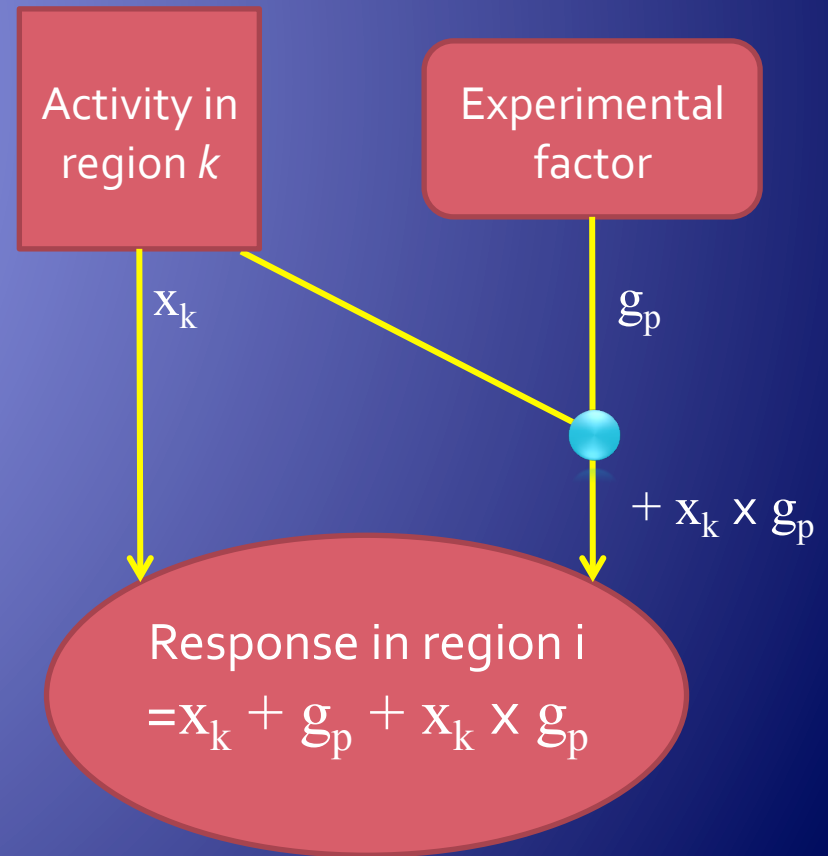 Activity in
region k
Experimental
factor
xₖ
gₚ
+ xₖ x gₚ
Response in region i
=xₖ + gₚ + xₖ x gₚ